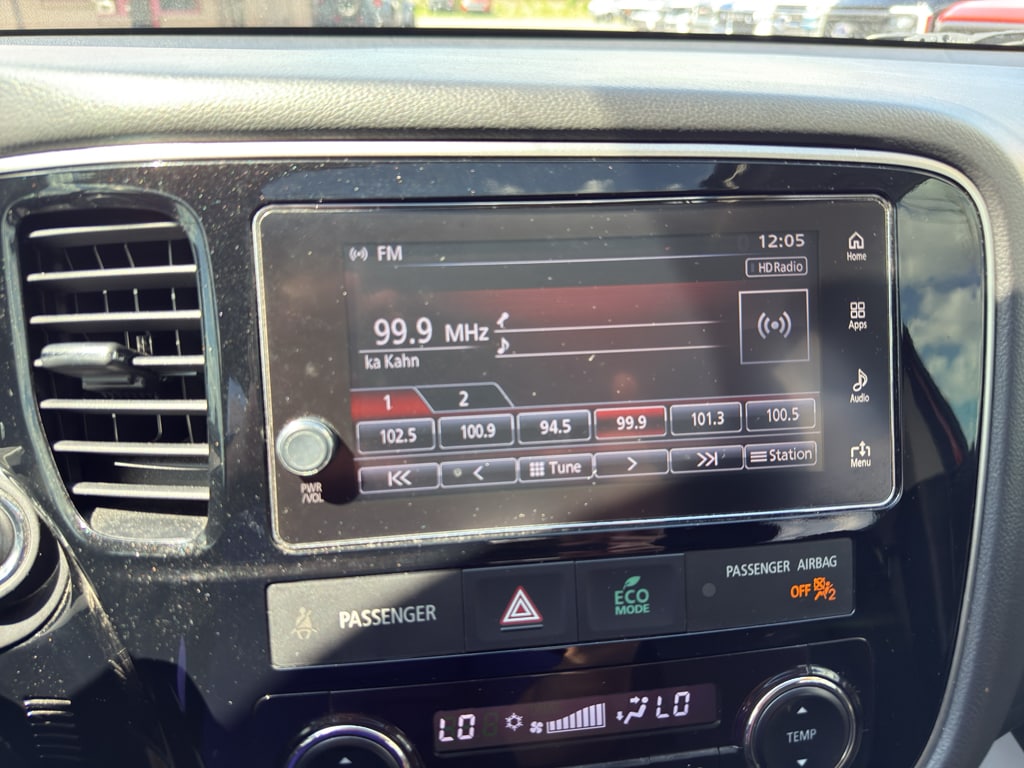 FM
12:05
HD Radio
Home
99.9 MHz
ka Kahn
Apps
1 2
102.5 100.9 94.5 99.9 101.3 100.5
Audio
Tune Station
Menu
PWR
/VOL
PASSENGER
ECO
MODE
PASSENGER AIRBAG
OFF 2
LO LO
TEMP